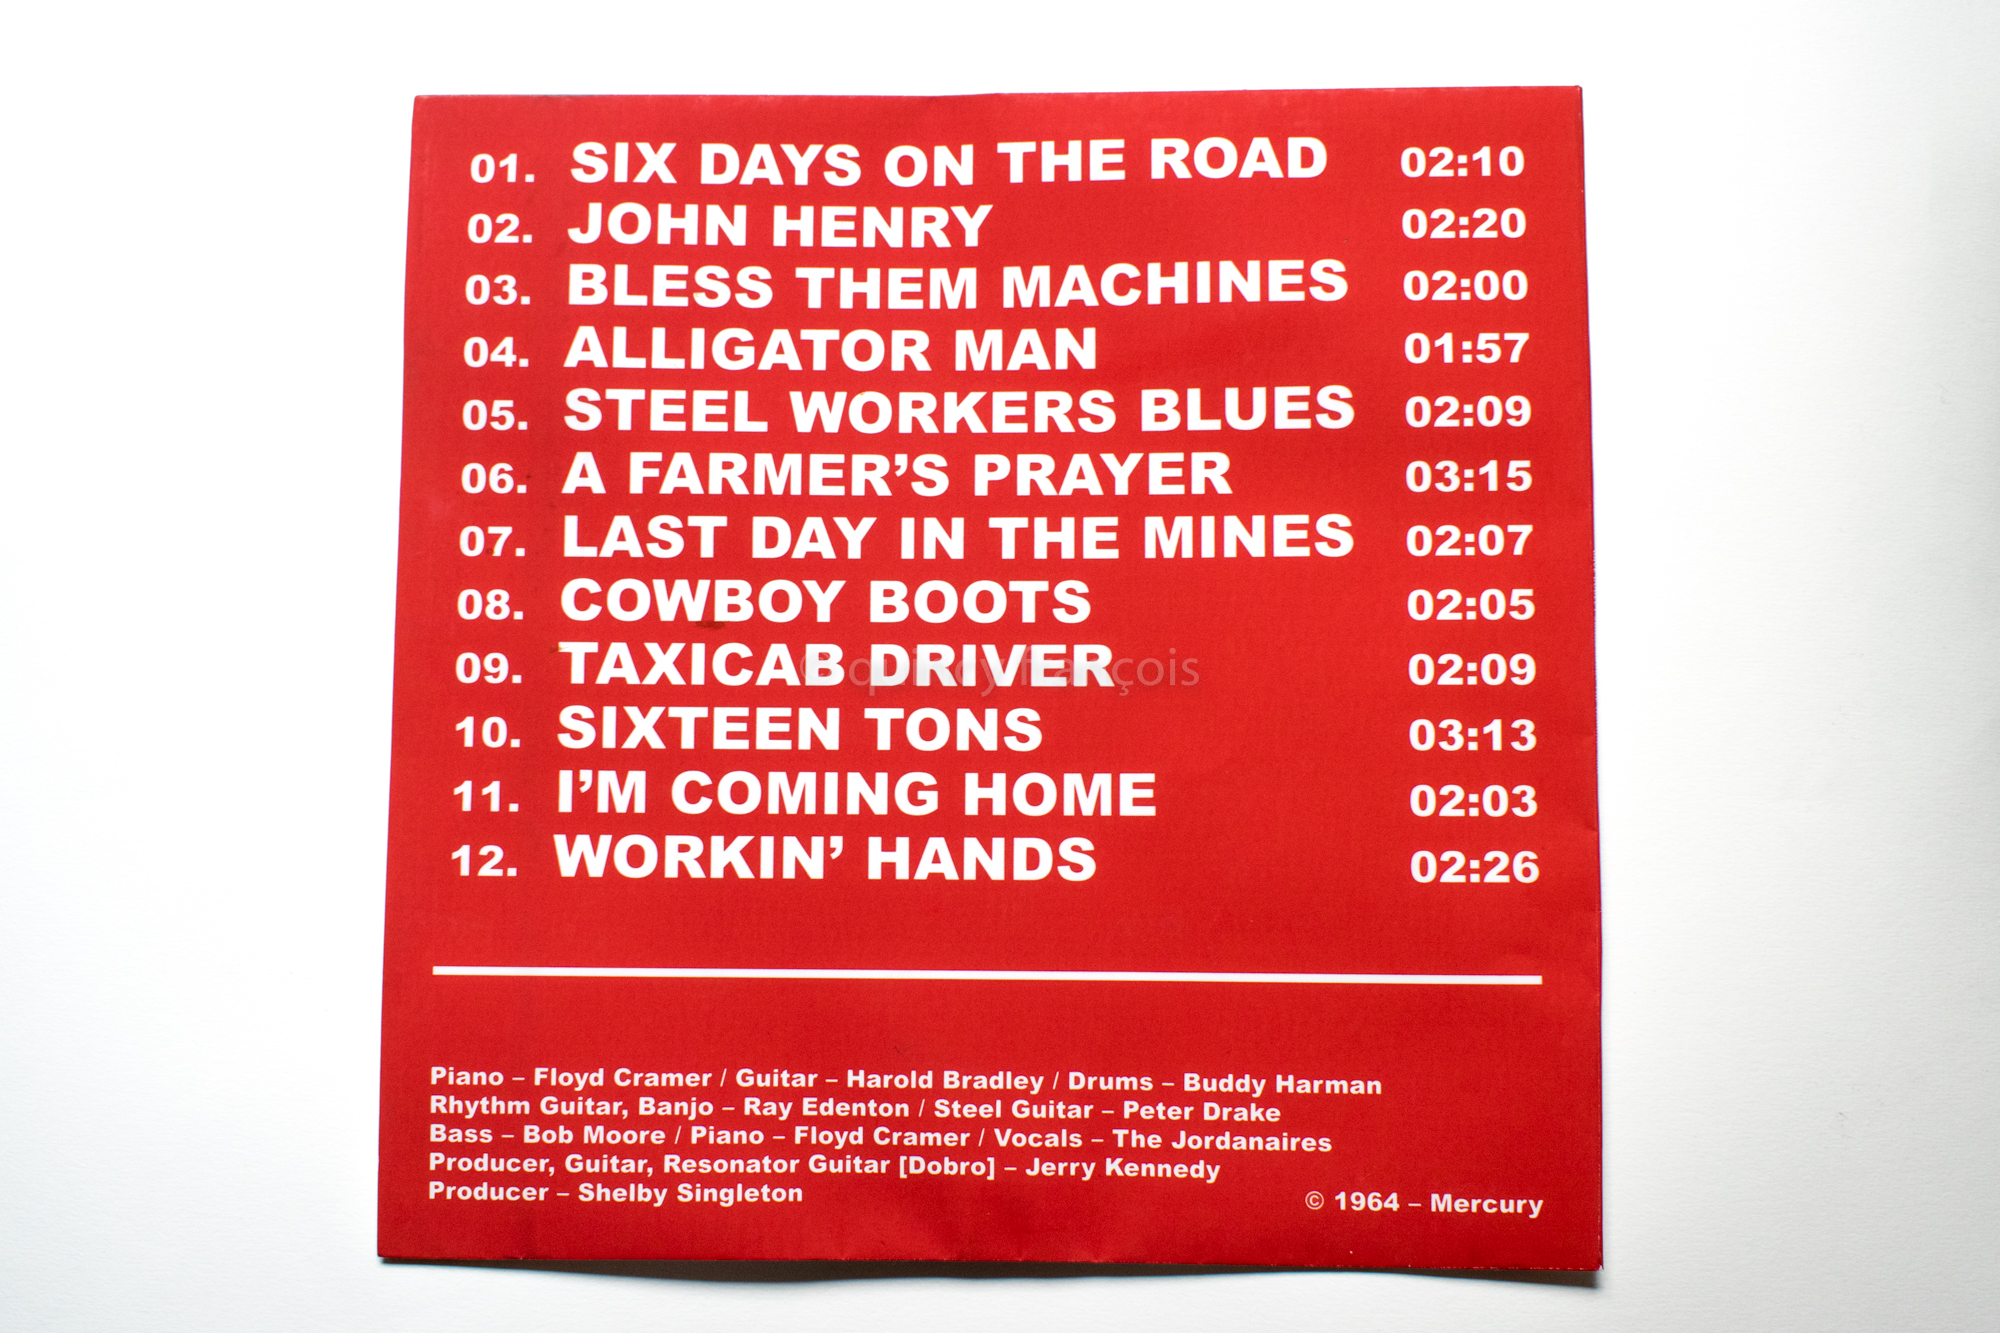 01. SIX DAYS ON THE ROAD 02:10
02. JOHN HENRY 02:20
03. BLESS THEM MACHINES 02:00
04. ALLIGATOR MAN 01:57
05. STEEL WORKERS BLUES 02:09
06. A FARMER’S PRAYER 03:15
07. LAST DAY IN THE MINES 02:07
08. COWBOY BOOTS 02:05
09. TAXICAB DRIVER 02:09
© quincy françois
10. SIXTEEN TONS 03:13
11. I’M COMING HOME 02:03
12. WORKIN’ HANDS 02:26
Piano – Floyd Cramer / Guitar – Harold Bradley / Drums – Buddy Harman
Rhythm Guitar, Banjo – Ray Edenton / Steel Guitar – Peter Drake
Bass – Bob Moore / Piano – Floyd Cramer / Vocals – The Jordanaires
Producer, Guitar, Resonator Guitar [Dobro] – Jerry Kennedy
Producer – Shelby Singleton
© 1964 – Mercury